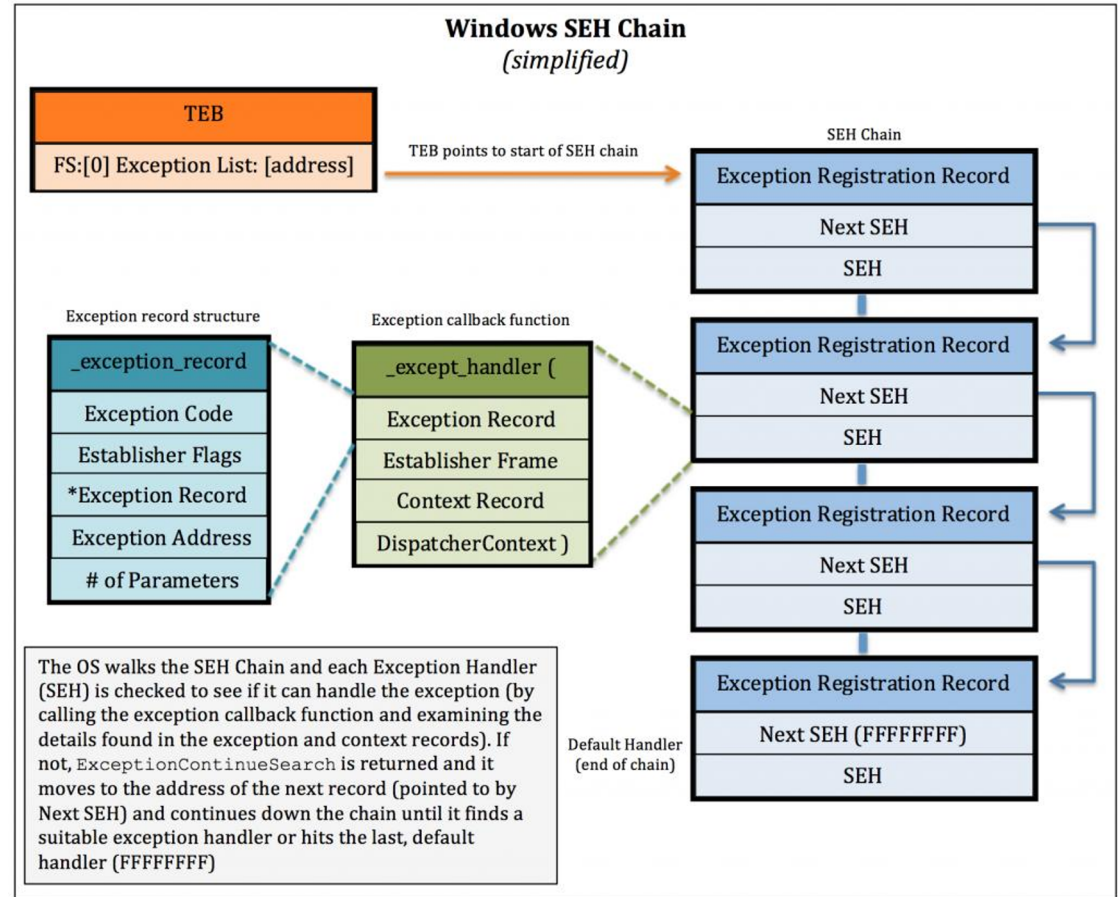 Windows SEH Chain
(simplified)
TEB
FS:[0] Exception List: [address]
TEB points to start of SEH chain
SEH Chain
Exception Registration Record
Next SEH
SEH
Exception record structure
_exception_record
Exception Code
Establisher Flags
*Exception Record
Exception Address
# of Parameters
Exception callback function
_except_handler (
Exception Record
Establisher Frame
Context Record
DispatcherContext )
Exception Registration Record
Next SEH
SEH
Exception Registration Record
Next SEH
SEH
The OS walks the SEH Chain and each Exception Handler
(SEH) is checked to see if it can handle the exception (by
calling the exception callback function and examining the
details found in the exception and context records). If
not, ExceptionContinueSearch is returned and it
moves to the address of the next record (pointed to by
Next SEH) and continues down the chain until it finds a
suitable exception handler or hits the last, default
handler (FFFFFFFF)
Default Handler
(end of chain)
Exception Registration Record
Next SEH (FFFFFFFF)
SEH